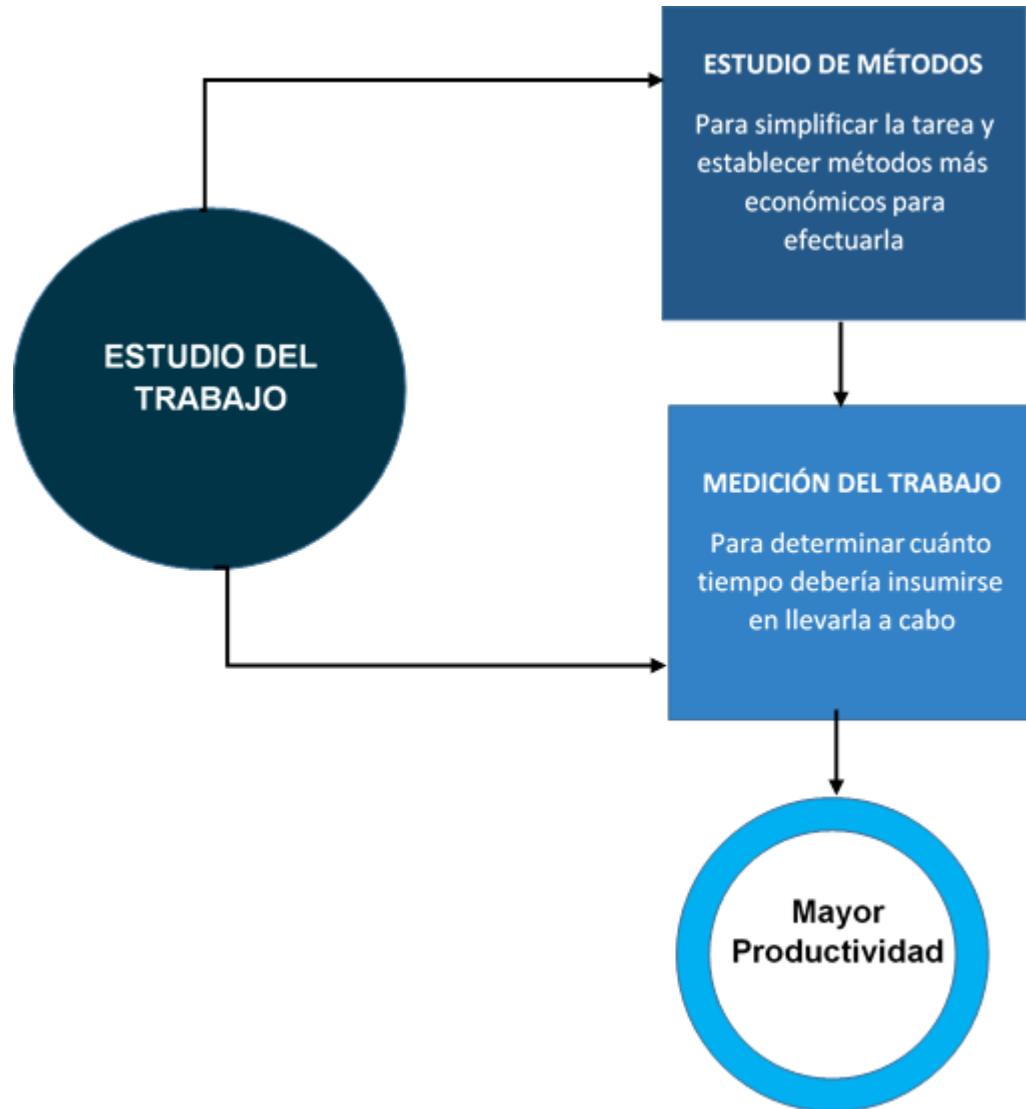 ESTUDIO DE MÉTODOS
Para simplificar la tarea y
establecer métodos más
económicos para
efectuarla
ESTUDIO DEL
TRABAJO
MEDICIÓN DEL TRABAJO
Para determinar cuánto
tiempo debería insumirse
en llevarla a cabo
Mayor
Productividad